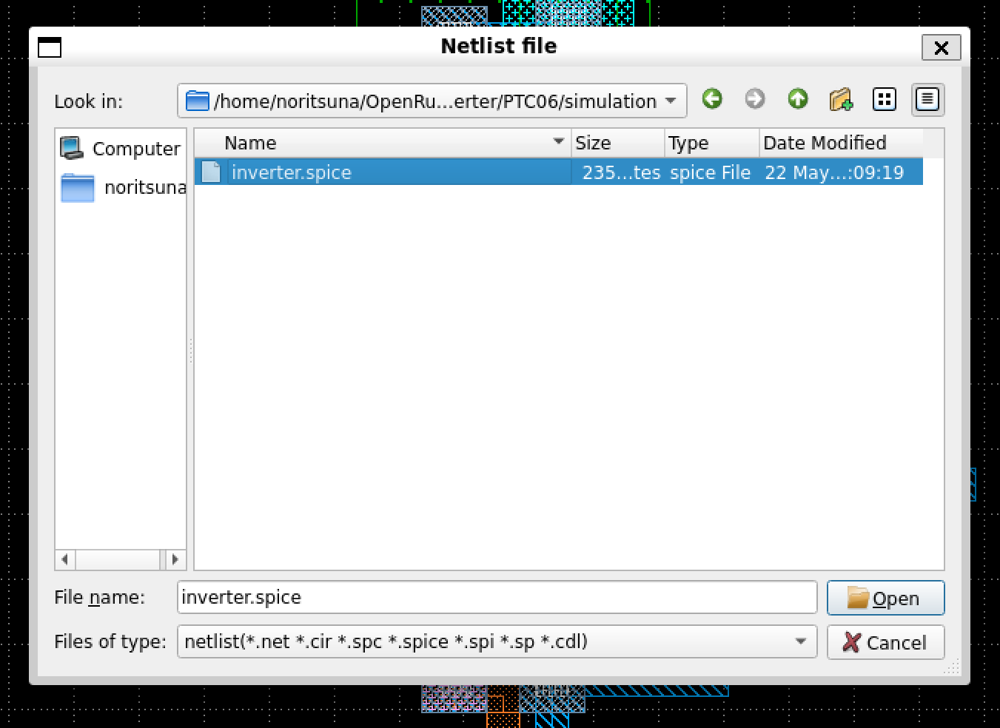 Netlist file
Look in: /home/noritsuna/OpenRu...erter/PTC06/simulation
Computer
noritsuna
Name Size Type Date Modified
inverter.spice 235...tes spice File 22 May...:09:19
File name: inverter.spice Open
Files of type: netlist(*.net *.cir *.spc *.spice *.spi *.sp *.cdl) Cancel